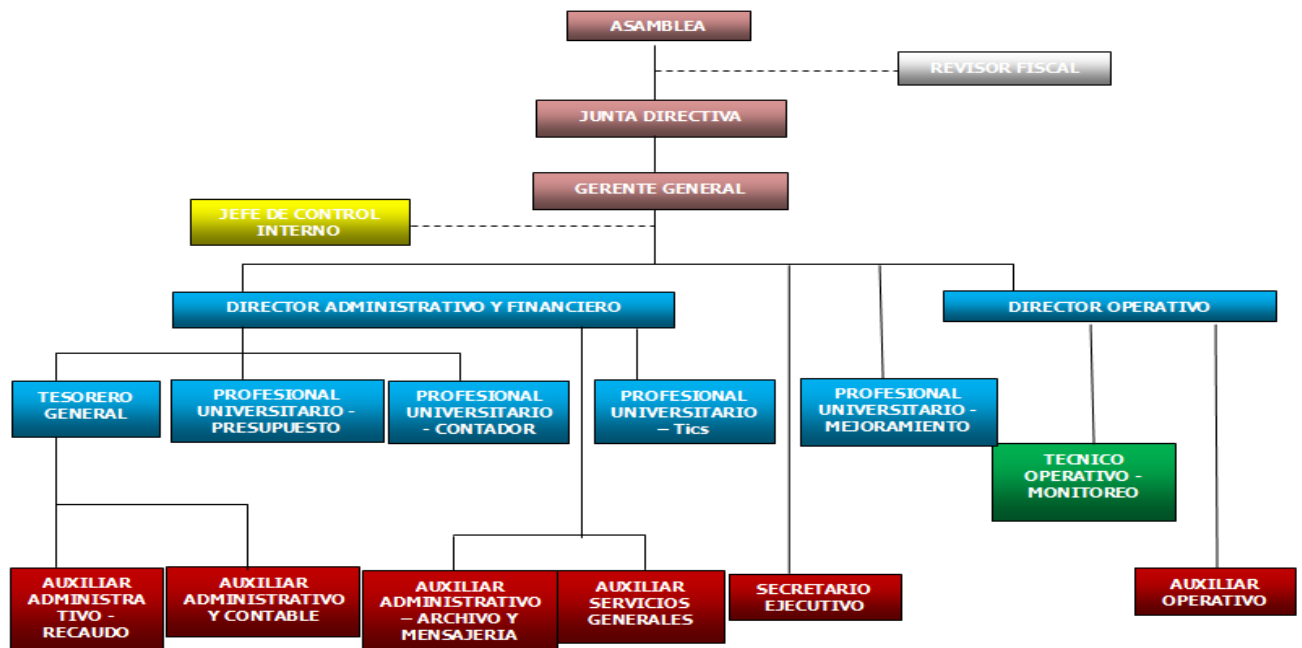 ASAMBLEA
REVISOR FISCAL
JUNTA DIRECTIVA
GERENTE GENERAL
JEFE DE CONTROL
INTERNO
DIRECTOR ADMINISTRATIVO Y FINANCIERO
DIRECTOR OPERATIVO
TESORERO
GENERAL
PROFESIONAL
UNIVERSITARIO -
PRESUPUESTO
PROFESIONAL
UNIVERSITARIO
- CONTADOR
PROFESIONAL
UNIVERSITARIO
– Tics
PROFESIONAL
UNIVERSITARIO -
MEJORAMIENTO
TECNICO
OPERATIVO -
MONITOREO
AUXILIAR
ADMINISTRA
TIVO -
RECAUDO
AUXILIAR
ADMINISTRATIVO
Y CONTABLE
AUXILIAR
ADMINISTRATIVO
– ARCHIVO Y
MENSAJERIA
AUXILIAR
SERVICIOS
GENERALES
SECRETARIO
EJECUTIVO
AUXILIAR
OPERATIVO